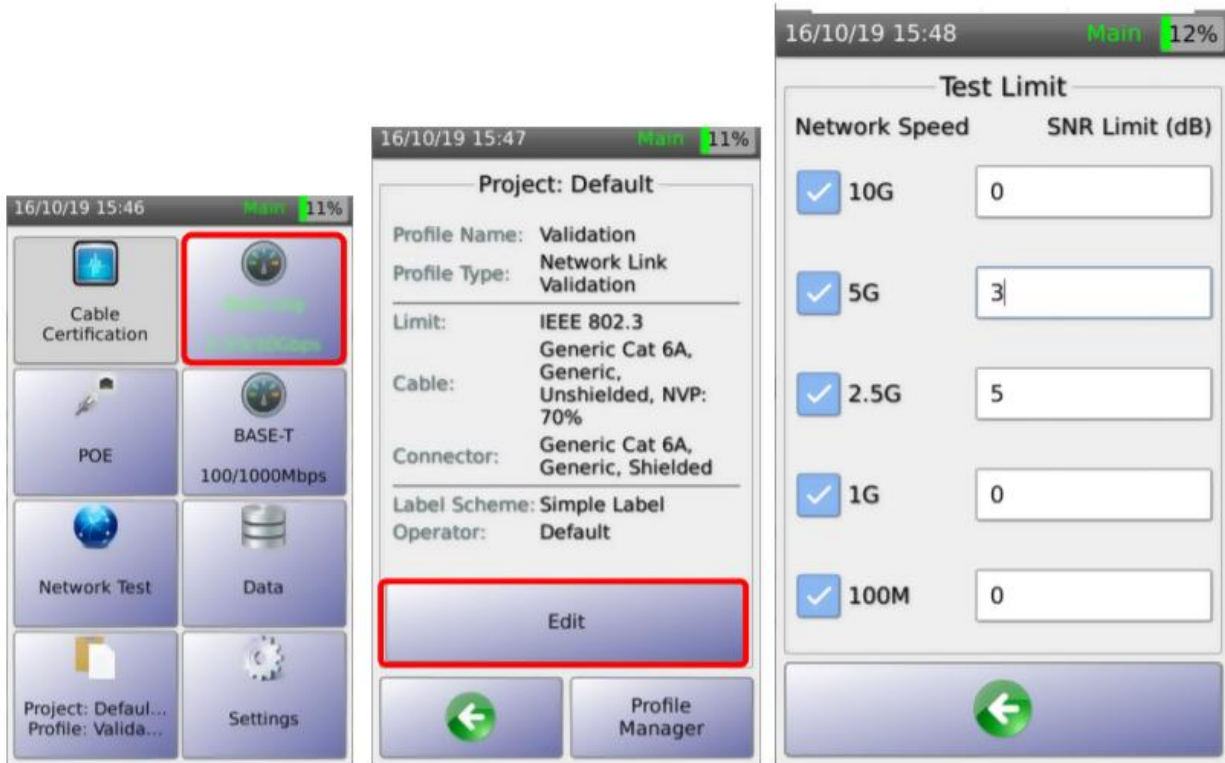 16/10/19 15:46
Main
11%
Cable
Certification
POE
BASE-T
100/1000Mbps
Network Test
Data
Project: Defaul...
Profile: Valida...
Settings
16/10/19 15:47
Main
11%
Project: Default
Profile Name: Validation
Profile Type: Network Link
Validation
Limit: IEEE 802.3
Cable: Generic Cat 6A,
Generic,
Unshielded, NVP:
70%
Connector: Generic Cat 6A,
Generic, Shielded
Label Scheme: Simple Label
Operator: Default
Edit
Profile
Manager
16/10/19 15:48
Main
12%
Test Limit
Network Speed SNR Limit (dB)
10G 0
5G 3
2.5G 5
1G 0
100M 0